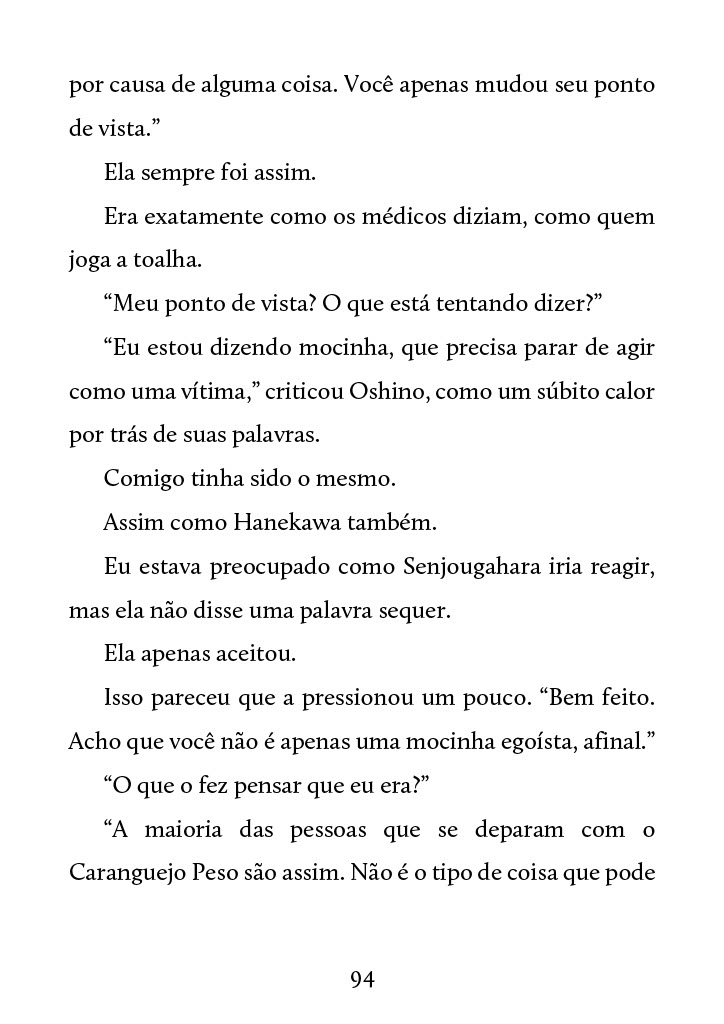 por causa de alguma coisa. Você apenas mudou seu ponto
de vista.”
Ela sempre foi assim.
Era exatamente como os médicos diziam, como quem
joga a toalha.
“Meu ponto de vista? O que está tentando dizer?”
“Eu estou dizendo mocinha, que precisa parar de agir
como uma vítima,” criticou Oshino, como um súbito calor
por trás de suas palavras.
Comigo tinha sido o mesmo.
Assim como Hanekawa também.
Eu estava preocupado como Senjougahara iria reagir,
mas ela não disse uma palavra sequer.
Ela apenas aceitou.
Isso pareceu que a pressionou um pouco. “Bem feito.
Acho que você não é apenas uma mocinha egoísta, afinal.”
“O que o fez pensar que eu era?”
“A maioria das pessoas que se deparam com o
Caranguejo Peso são assim. Não é o tipo de coisa que pode
94